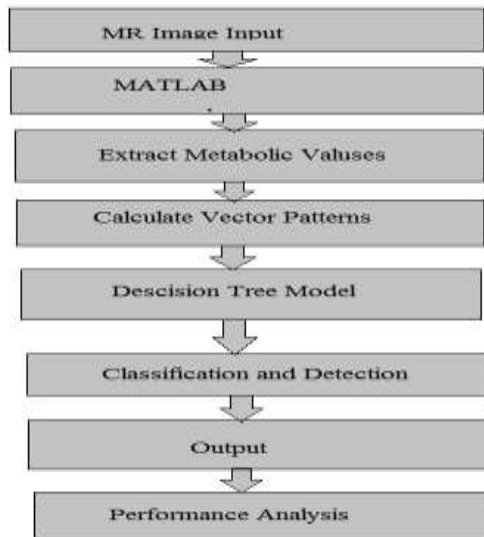 MR Image Input
MATLAB
Extract Metabolic Valuses
Calculate Vector Patterns
Descision Tree Model
Classification and Detection
Output
Performance Analysis